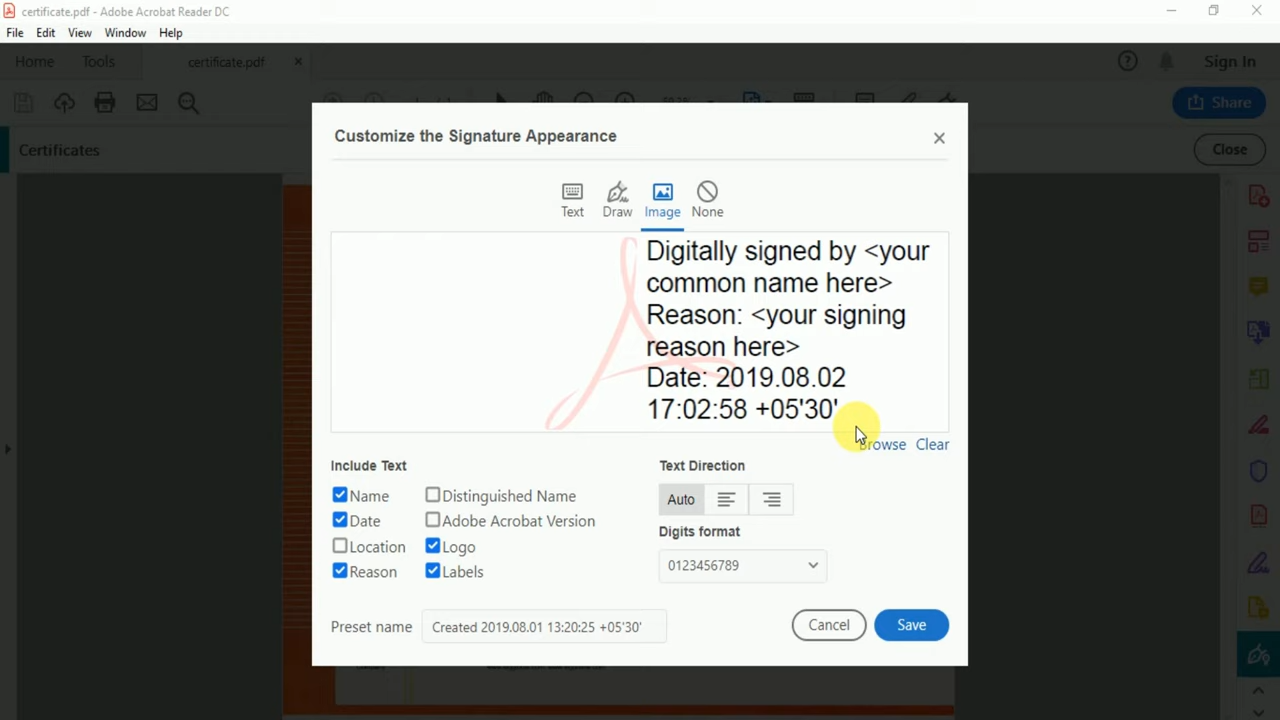 certificate.pdf - Adobe Acrobat Reader DC
File Edit View Window Help
Home Tools certificate.pdf Sign In
Share
Certificates Close
Customize the Signature Appearance
Text Draw Image None
Digitally signed by <your
common name here>
Reason: <your signing
reason here>
Date: 2019.08.02
17:02:58 +05'30'
Browse Clear
Include Text Text Direction
Name Distinguished Name Auto
Date Adobe Acrobat Version
Digits format
Location Logo
0123456789
Reason Labels
Preset name Created 2019.08.01 13:20:25 +05'30' Cancel Save